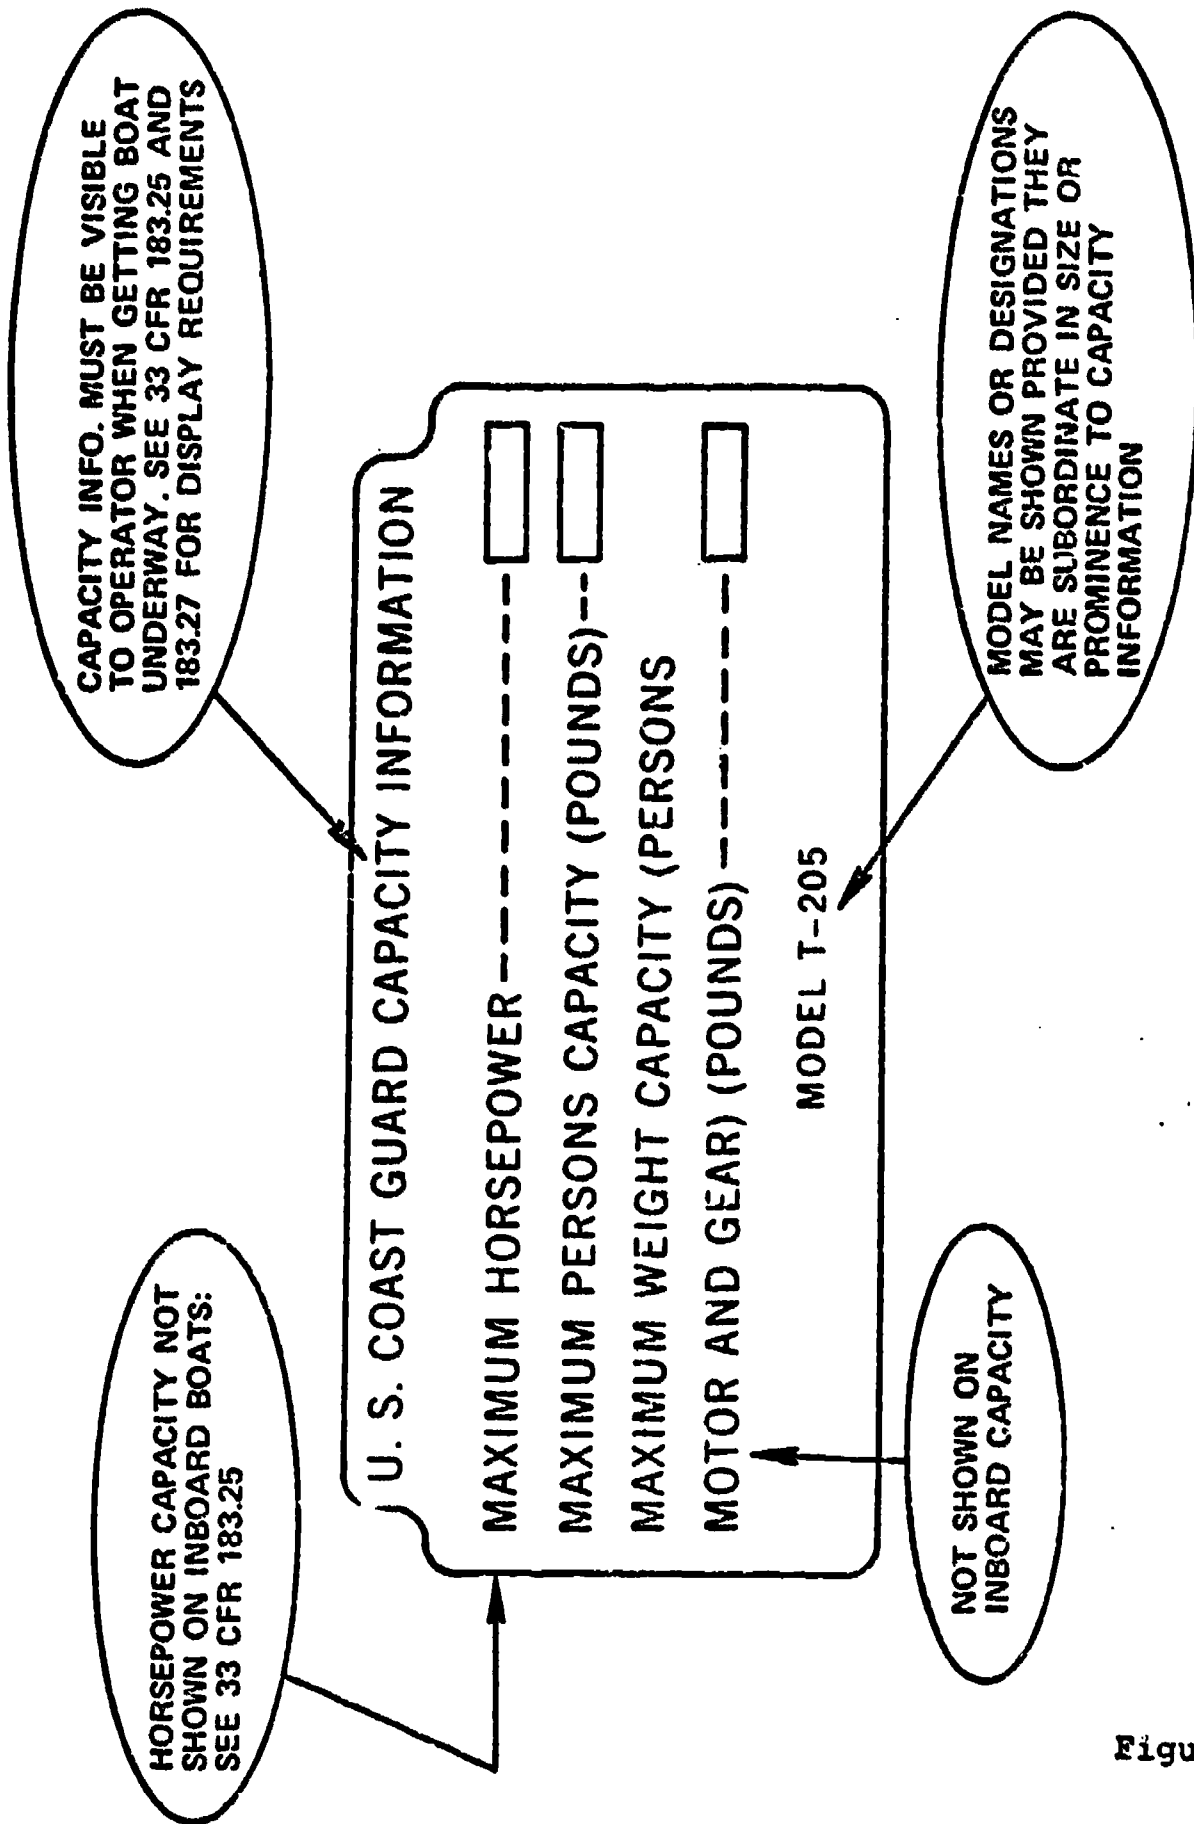 HORSEPOWER CAPACITY NOT
SHOWN ON INBOARD BOATS:
SEE 33 CFR 183.25
CAPACITY INFO. MUST BE VISIBLE
TO OPERATOR WHEN GETTING BOAT
UNDERWAY. SEE 33 CFR 183.25 AND
183.27 FOR DISPLAY REQUIREMENTS
U. S. COAST GUARD CAPACITY INFORMATION
MAXIMUM HORSEPOWER-----------
MAXIMUM PERSONS CAPACITY (POUNDS)--
MAXIMUM WEIGHT CAPACITY (PERSONS
MOTOR AND GEAR) (POUNDS)--------
MODEL T-205
NOT SHOWN ON
INBOARD CAPACITY
MODEL NAMES OR DESIGNATIONS
MAY BE SHOWN PROVIDED THEY
ARE SUBORDINATE IN SIZE OR
PROMINENCE TO CAPACITY
INFORMATION